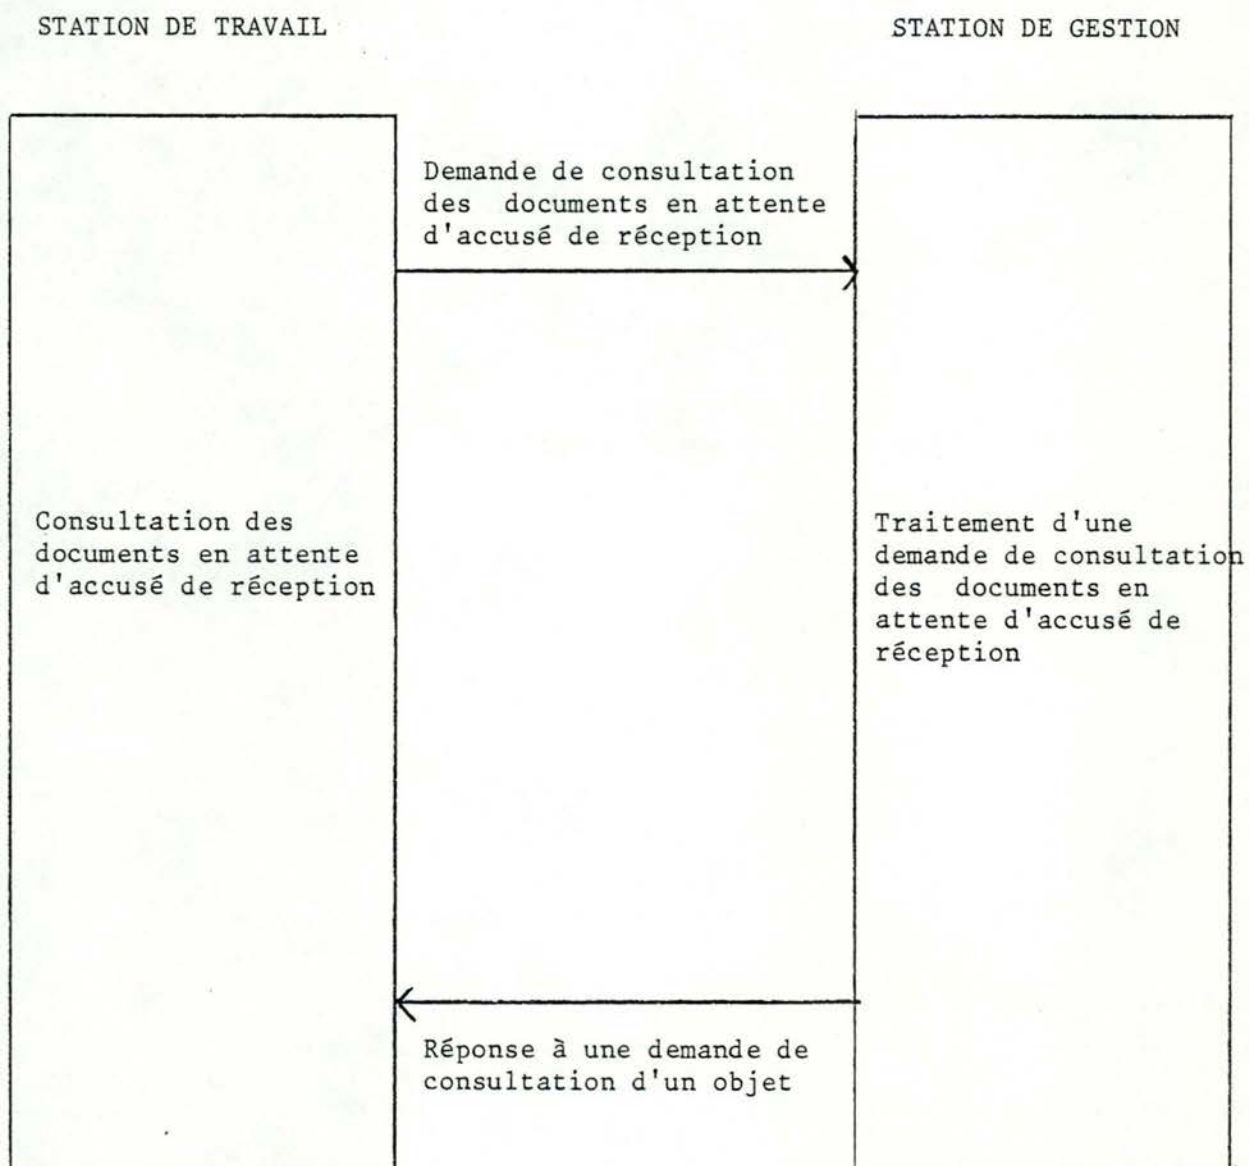 STATION DE TRAVAIL
STATION DE GESTION
Demande de consultation
des documents en attente
d'accusé de réception
Consultation des
documents en attente
d'accusé de réception
Traitement d'une
demande de consultation
des documents en
attente d'accusé de
réception
Réponse à une demande de
consultation d'un objet